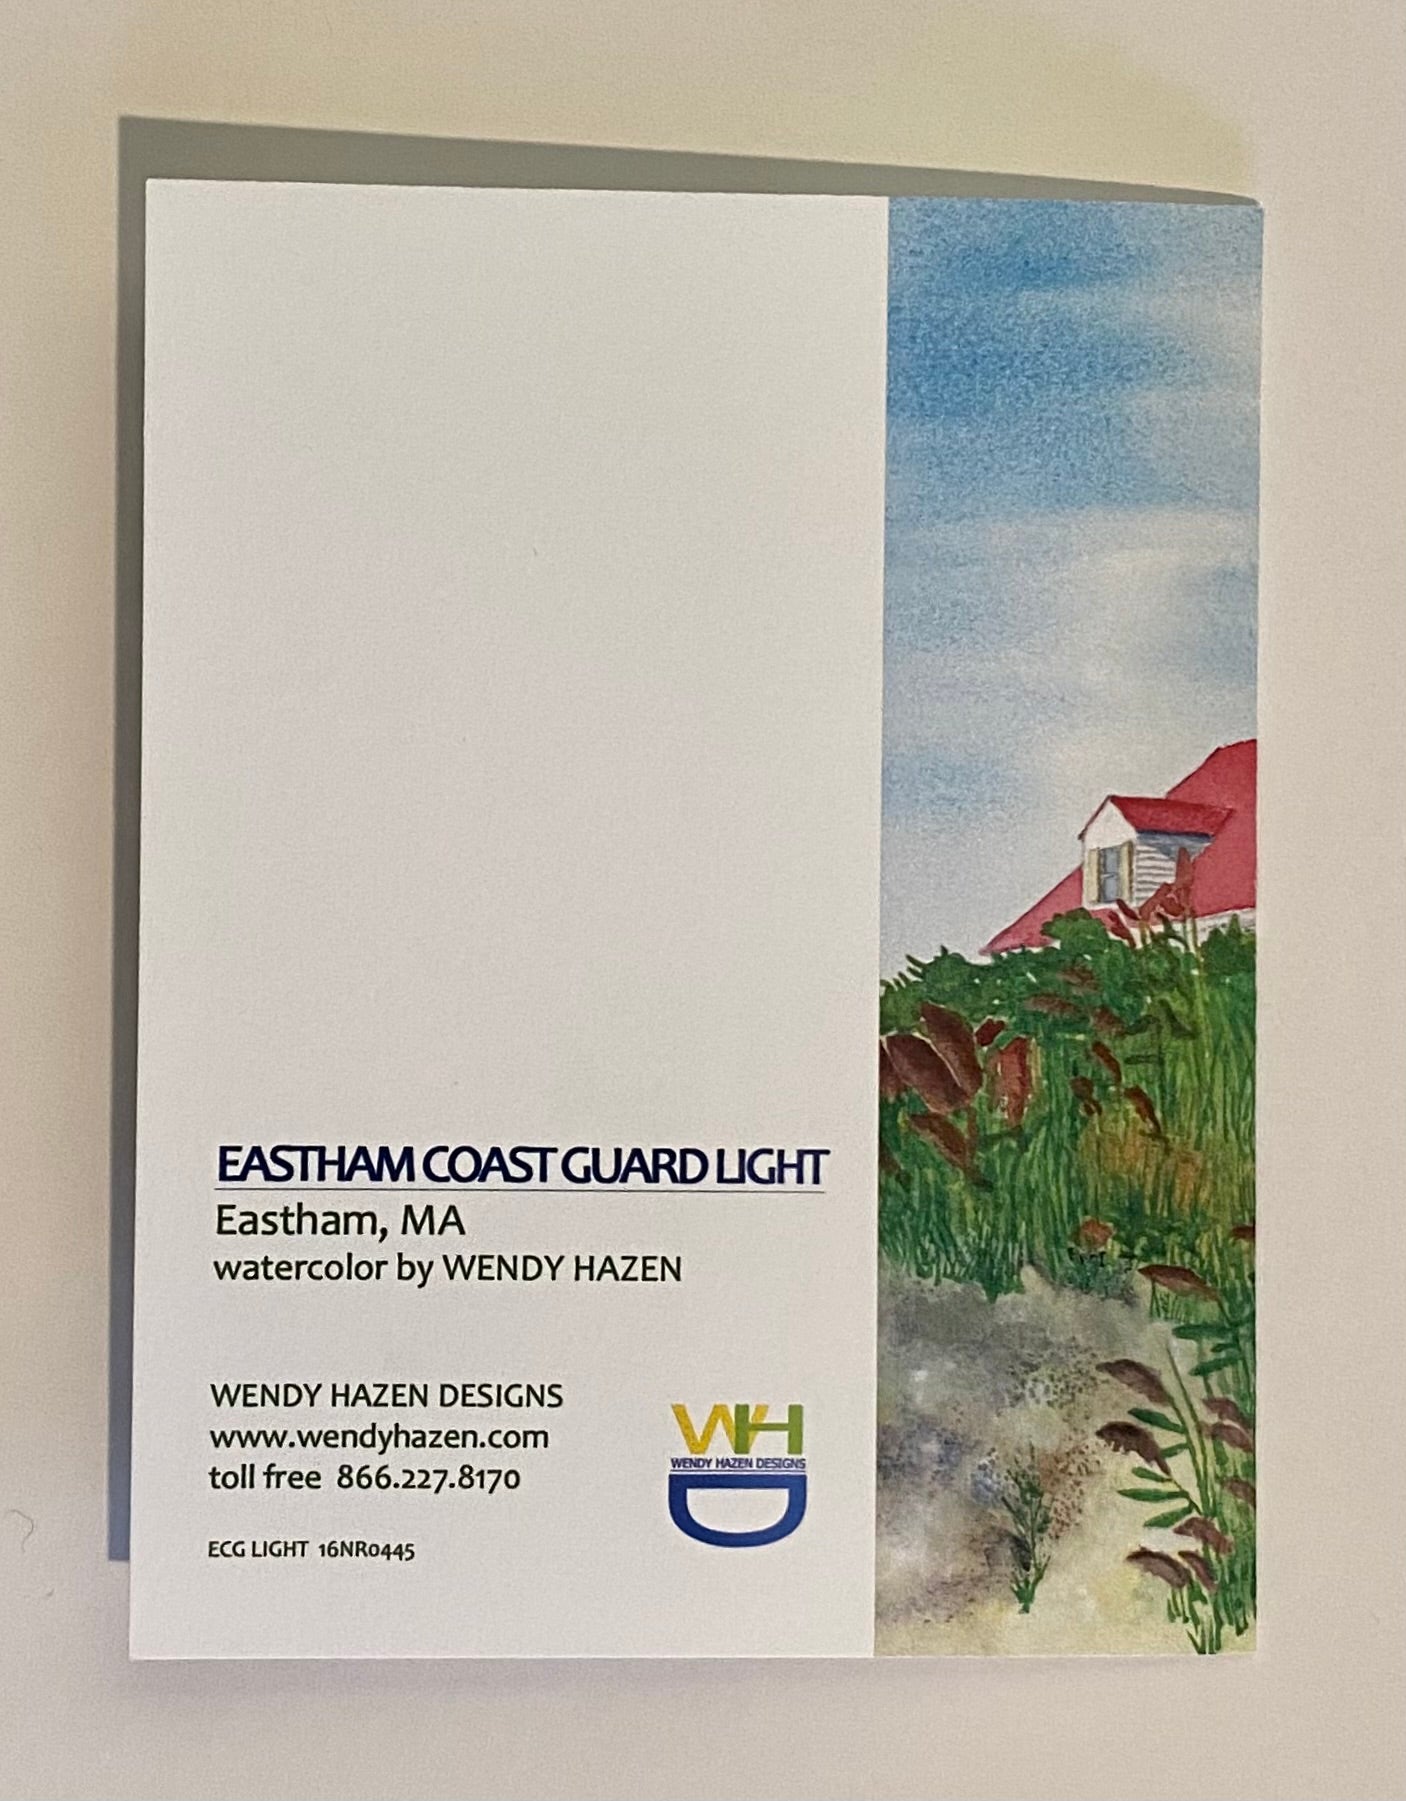 EASTHAM COAST GUARD LIGHT
Eastham, MA
watercolor by WENDY HAZEN
WENDY HAZEN DESIGNS
www.wendyhazen.com
toll free 866.227.8170
ECG LIGHT 16NR0445
WH
WENDY HAZEN DESIGNS
D